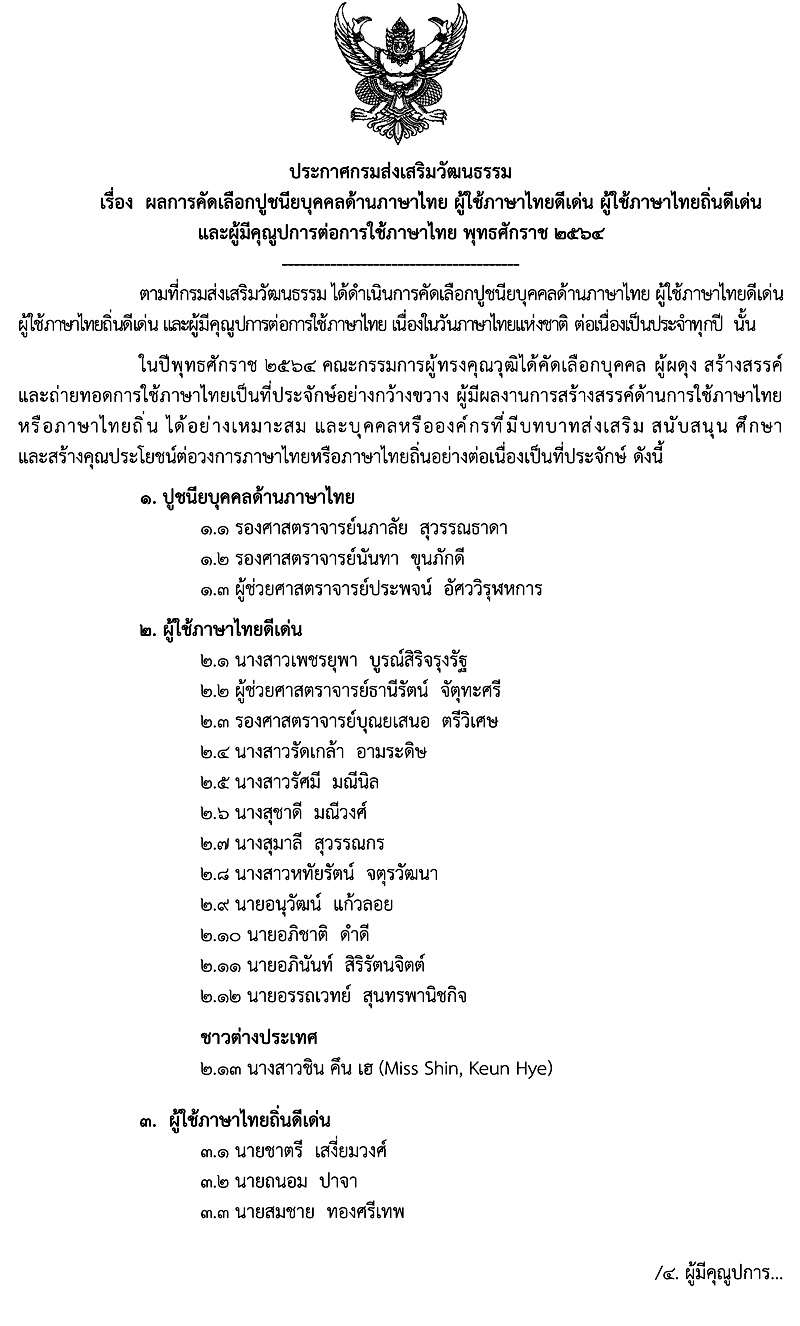 ประกาศกรมส่งเสริมวัฒนธรรม
เรื่อง ผลการคัดเลือกปูชนียบุคคลด้านภาษาไทย ผู้ใช้ภาษาไทยดีเด่น ผู้ใช้ภาษาไทยถิ่นดีเด่น
และผู้มีคุณูปการต่อการใช้ภาษาไทย พุทธศักราช ๒๕๖๔
ตามที่กรมส่งเสริมวัฒนธรรม ได้ดำเนินการคัดเลือกปูชนียบุคคลด้านภาษาไทย ผู้ใช้ภาษาไทยดีเด่น
ผู้ใช้ภาษาไทยถิ่นดีเด่น และผู้มีคุณูปการต่อการใช้ภาษาไทย เนื่องในวันภาษาไทยแห่งชาติ ต่อเนื่องเป็นประจำทุกปี นั้น
ในปีพุทธศักราช ๒๕๖๔ คณะกรรมการผู้ทรงคุณวุฒิได้คัดเลือกบุคคล ผู้ผดุง สร้างสรรค์
และถ่ายทอดการใช้ภาษาไทยเป็นที่ประจักษ์อย่างกว้างขวาง ผู้มีผลงานการสร้างสรรค์ด้านการใช้ภาษาไทย
หรือภาษาไทยถิ่น ได้อย่างเหมาะสม และบุคคลหรือองค์กรที่มีบทบาทส่งเสริม สนับสนุน ศึกษา
และสร้างคุณประโยชน์ต่อวงการภาษาไทยหรือภาษาไทยถิ่นอย่างต่อเนื่องเป็นที่ประจักษ์ ดังนี้
๑. ปูชนียบุคคลด้านภาษาไทย
๑.๑ รองศาสตราจารย์นภาลัย สุวรรณธาดา
๑.๒ รองศาสตราจารย์นันทา ขุนภักดี
๑.๓ ผู้ช่วยศาสตราจารย์ประพจน์ อัศววิรุฬหการ
๒. ผู้ใช้ภาษาไทยดีเด่น
๒.๑ นางสาวเพชรยุพา บูรณ์สิริจรุงรัฐ
๒.๒ ผู้ช่วยศาสตราจารย์ธานีรัตน์ จัตุทะศรี
๒.๓ รองศาสตราจารย์บุณยเสนอ ตรีวิเศษ
๒.๔ นางสาวรัดเกล้า อามระดิษ
๒.๕ นางสาวรัศมี มณีนิล
๒.๖ นางสุชาดี มณีวงศ์
๒.๗ นางสุมาลี สุวรรณกร
๒.๘ นางสาวหทัยรัตน์ จตุรวัฒนา
๒.๙ นายอนุวัฒน์ แก้วลอย
๒.๑๐ นายอภิชาติ ดำดี
๒.๑๑ นายอภินันท์ สิริรัตนจิตต์
๒.๑๒ นายอรรถเวทย์ สุนทรพานิชกิจ
ชาวต่างประเทศ
๒.๑๓ นางสาวชิน คึน เฮ (Miss Shin, Keun Hye)
๓. ผู้ใช้ภาษาไทยถิ่นดีเด่น
๓.๑ นายชาตรี เสงี่ยมวงศ์
๓.๒ นายถนอม ปาจา
๓.๓ นายสมชาย ทองศรีเทพ
/๔. ผู้มีคุณูปการ...